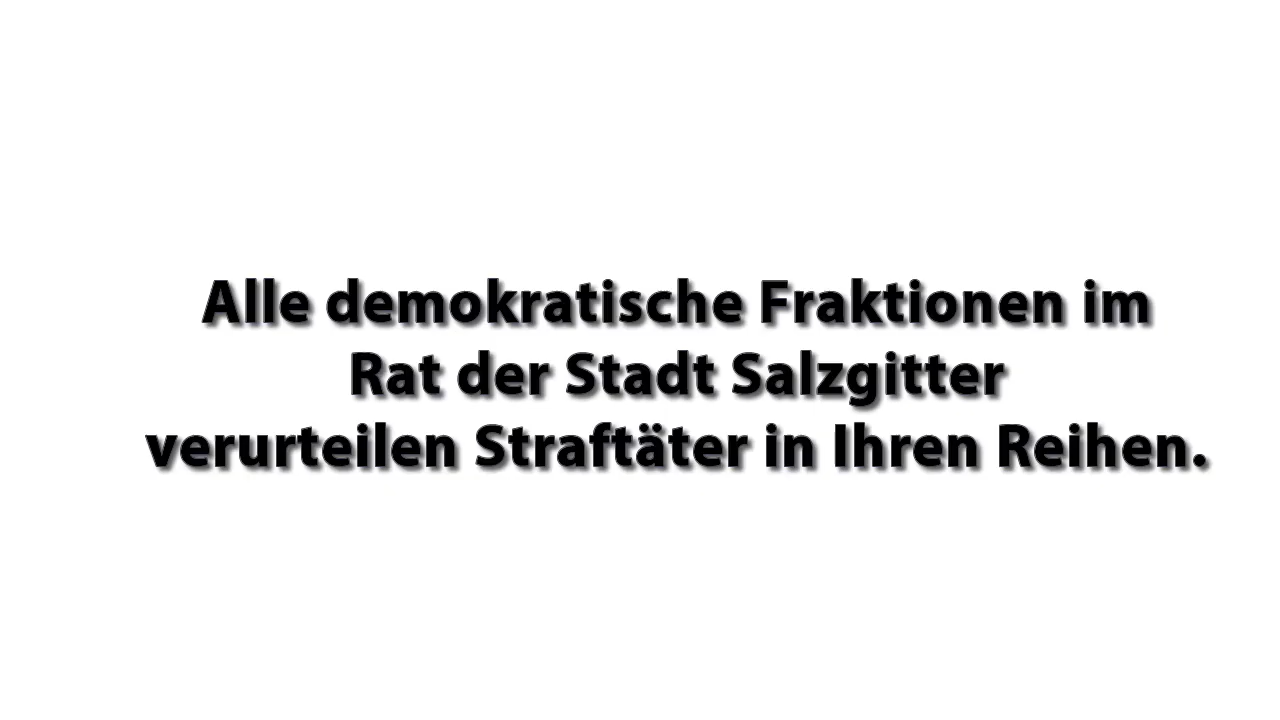 Alle demokratische Fraktionen im
Rat der Stadt Salzgitter
verurteilen Straftäter in Ihren Reihen.